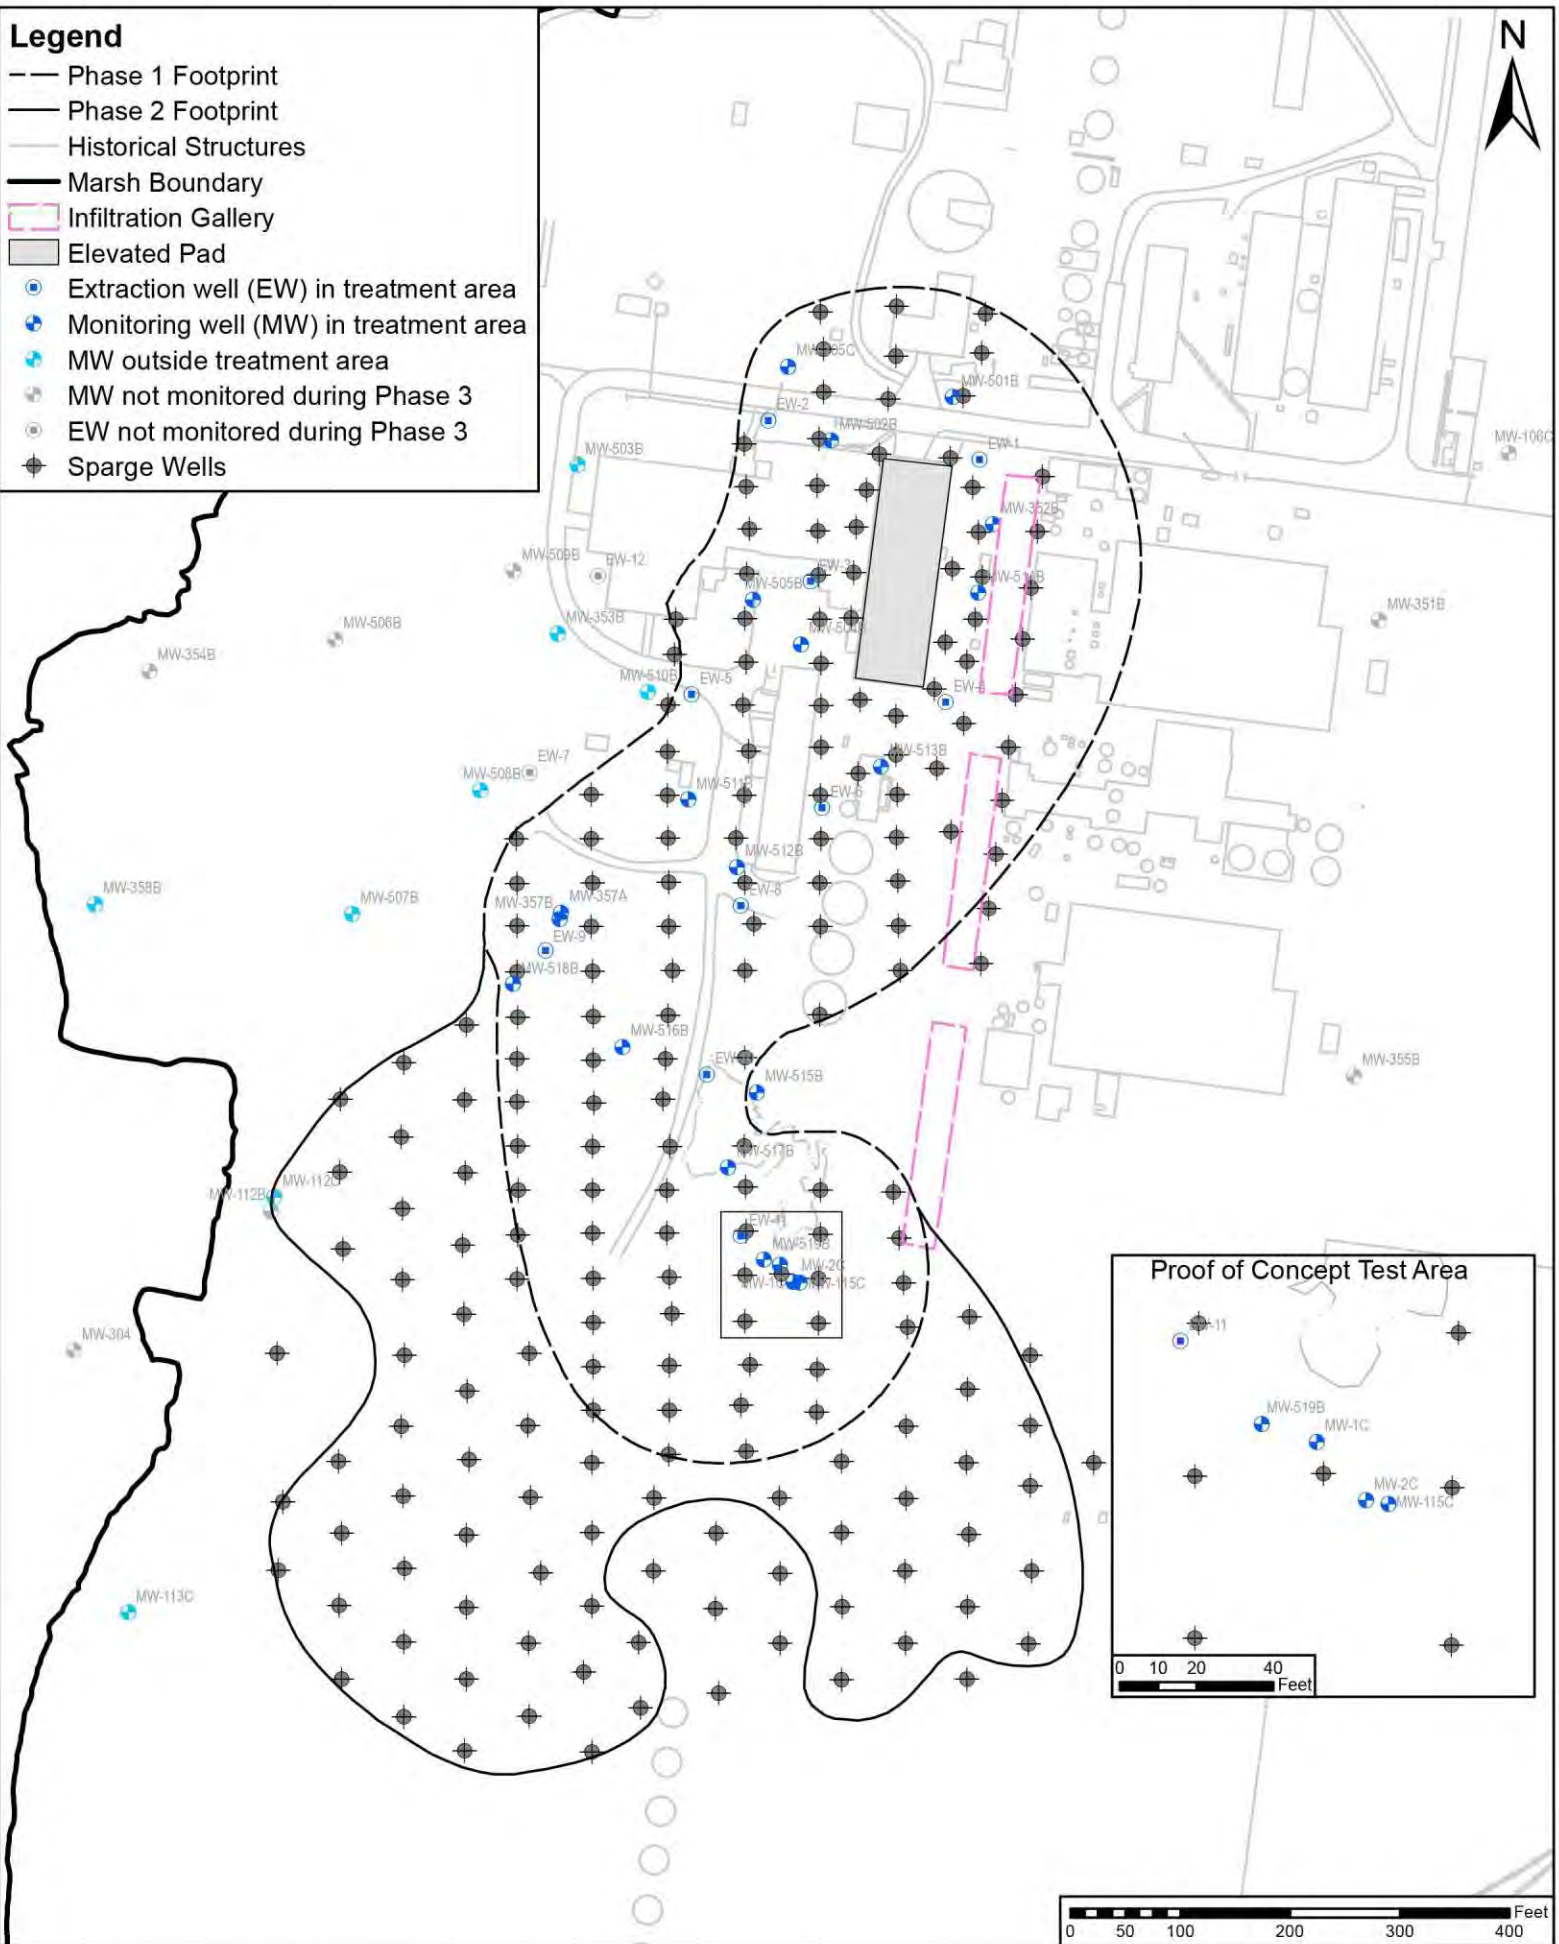 Legend
Phase 1 Footprint
Phase 2 Footprint
Historical Structures
Marsh Boundary
Infiltration Gallery
Elevated Pad
Extraction well (EW) in treatment area
Monitoring well (MW) in treatment area
MW outside treatment area
MW not monitored during Phase 3
EW not monitored during Phase 3
Sparge Wells
N
MW-501B
EW-2
MW-502B
MW-106C
EW-1
MW-503B
MW-352B
MW-509B
EW-12
MW-505B
MW-351B
MW-353B
MW-506B
MW-354B
MW-510B
EW-5
MW-513B
EW-7
MW-508B
MW-511B
EW-6
MW-512B
MW-358B
MW-507B
MW-357B
MW-357A
EW-8
EW-9
MW-518B
MW-516B
MW-355B
MW-515B
MW-517B
MW-112C
MW-112B
MW-519B
MW-2C
MW-115C
MW-304
MW-113C
Proof of Concept Test Area
MW-519B
MW-1C
MW-2C
MW-115C
0 10 20 40
Feet
Feet
0 50 100 200 300 400